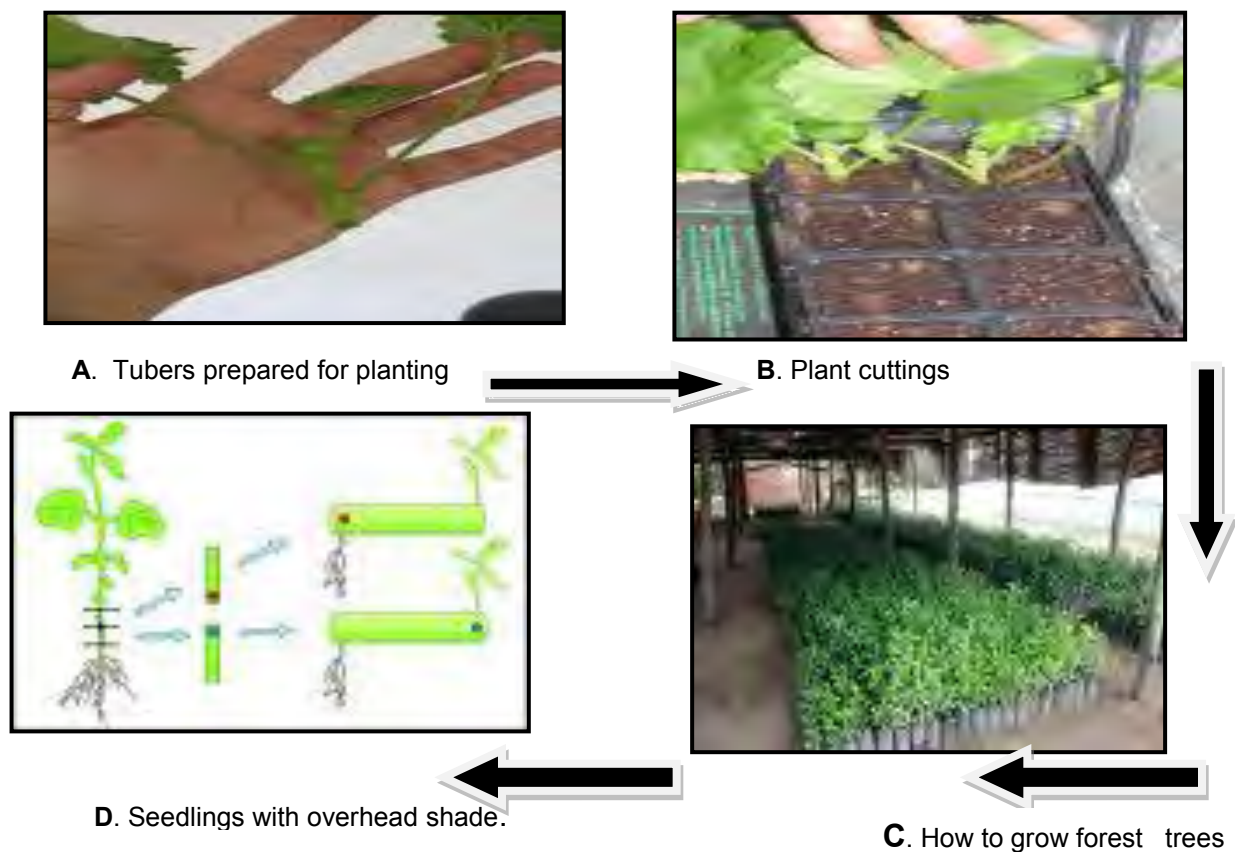 A. Tubers prepared for planting
B. Plant cuttings
D. Seedlings with overhead shade.
C. How to grow forest trees